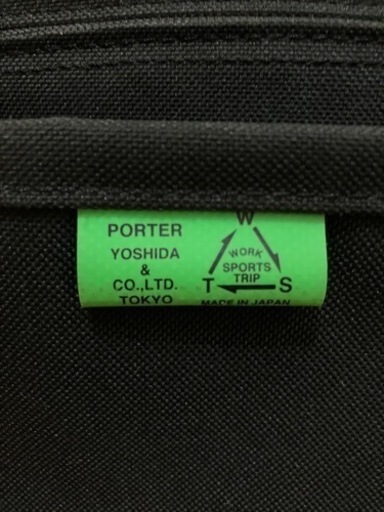 PORTER
YOSHIDA
&
CO.,LTD.
TOKYO
W
WORK
SPORTS
TRIP
T S
MADE IN JAPAN